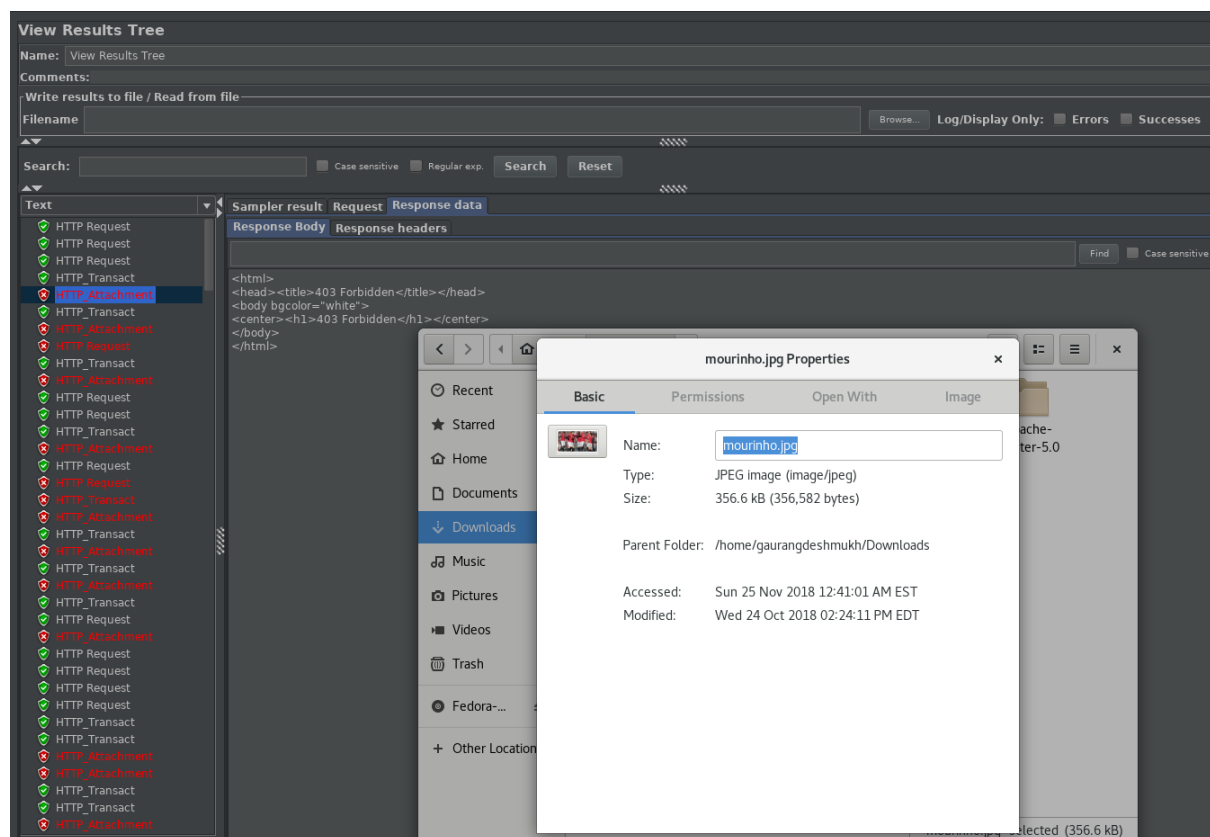 View Results Tree
Name: View Results Tree
Comments:
Write results to file / Read from file
Filename Browse... Log/Display Only: Errors Successes
Search: Case sensitive Regular exp. Search Reset
Text
Sampler result Request Response data
Response Body Response headers
Find Case sensitive
HTTP Request
HTTP Request
HTTP Request
HTTP_Transact
HTTP_Attachment
HTTP_Transact
HTTP_Attachment
HTTP Request
HTTP_Transact
HTTP_Attachment
HTTP Request
HTTP Request
HTTP_Transact
HTTP_Attachment
HTTP Request
HTTP Request
HTTP_Transact
HTTP_Attachment
HTTP_Transact
HTTP_Attachment
HTTP_Transact
HTTP_Attachment
HTTP_Transact
HTTP Request
HTTP_Attachment
HTTP Request
HTTP Request
HTTP Request
HTTP Request
HTTP_Transact
HTTP_Transact
HTTP_Attachment
HTTP_Attachment
HTTP_Transact
HTTP_Transact
HTTP_Attachment
<html>
<head><title>403 Forbidden</title></head>
<body bgcolor="white">
<center><h1>403 Forbidden</h1></center>
</body>
</html>
Recent
Starred
Home
Documents
Downloads
Music
Pictures
Videos
Trash
Fedora-...
+ Other Location
mourinho.jpg Properties
Basic Permissions Open With Image
Name: mourinho.jpg
Type: JPEG image (image/jpeg)
Size: 356.6 kB (356,582 bytes)
Parent Folder: /home/gaurangdeshmukh/Downloads
Accessed: Sun 25 Nov 2018 12:41:01 AM EST
Modified: Wed 24 Oct 2018 02:24:11 PM EDT
ache-
ter-5.0
selected (356.6 kB)